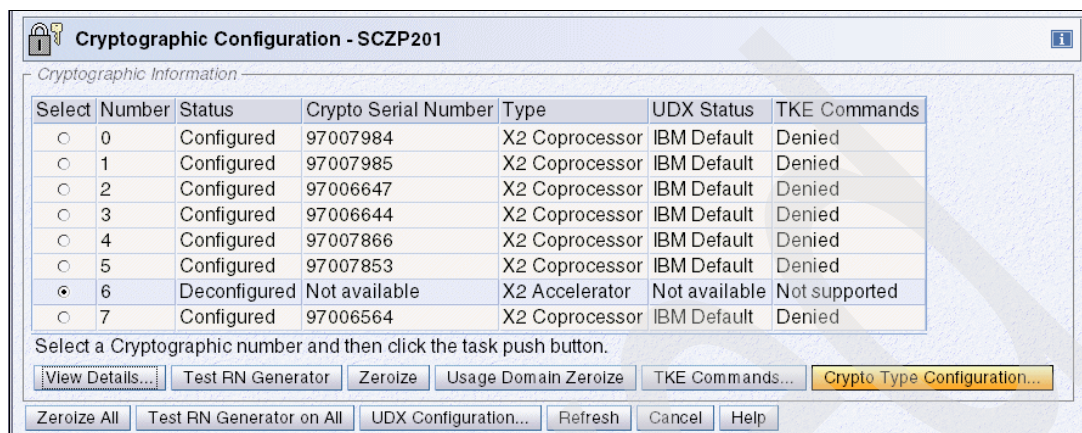 Cryptographic Configuration - SCZP201
i
Cryptographic Information
Select Number Status Crypto Serial Number Type UDX Status TKE Commands
0 Configured 97007984 X2 Coprocessor IBM Default Denied
1 Configured 97007985 X2 Coprocessor IBM Default Denied
2 Configured 97006647 X2 Coprocessor IBM Default Denied
3 Configured 97006644 X2 Coprocessor IBM Default Denied
4 Configured 97007866 X2 Coprocessor IBM Default Denied
5 Configured 97007853 X2 Coprocessor IBM Default Denied
6 Deconfigured Not available X2 Accelerator Not available Not supported
7 Configured 97006564 X2 Coprocessor IBM Default Denied
Select a Cryptographic number and then click the task push button.
View Details... Test RN Generator Zeroize Usage Domain Zeroize TKE Commands... Crypto Type Configuration...
Zeroize All Test RN Generator on All UDX Configuration... Refresh Cancel Help